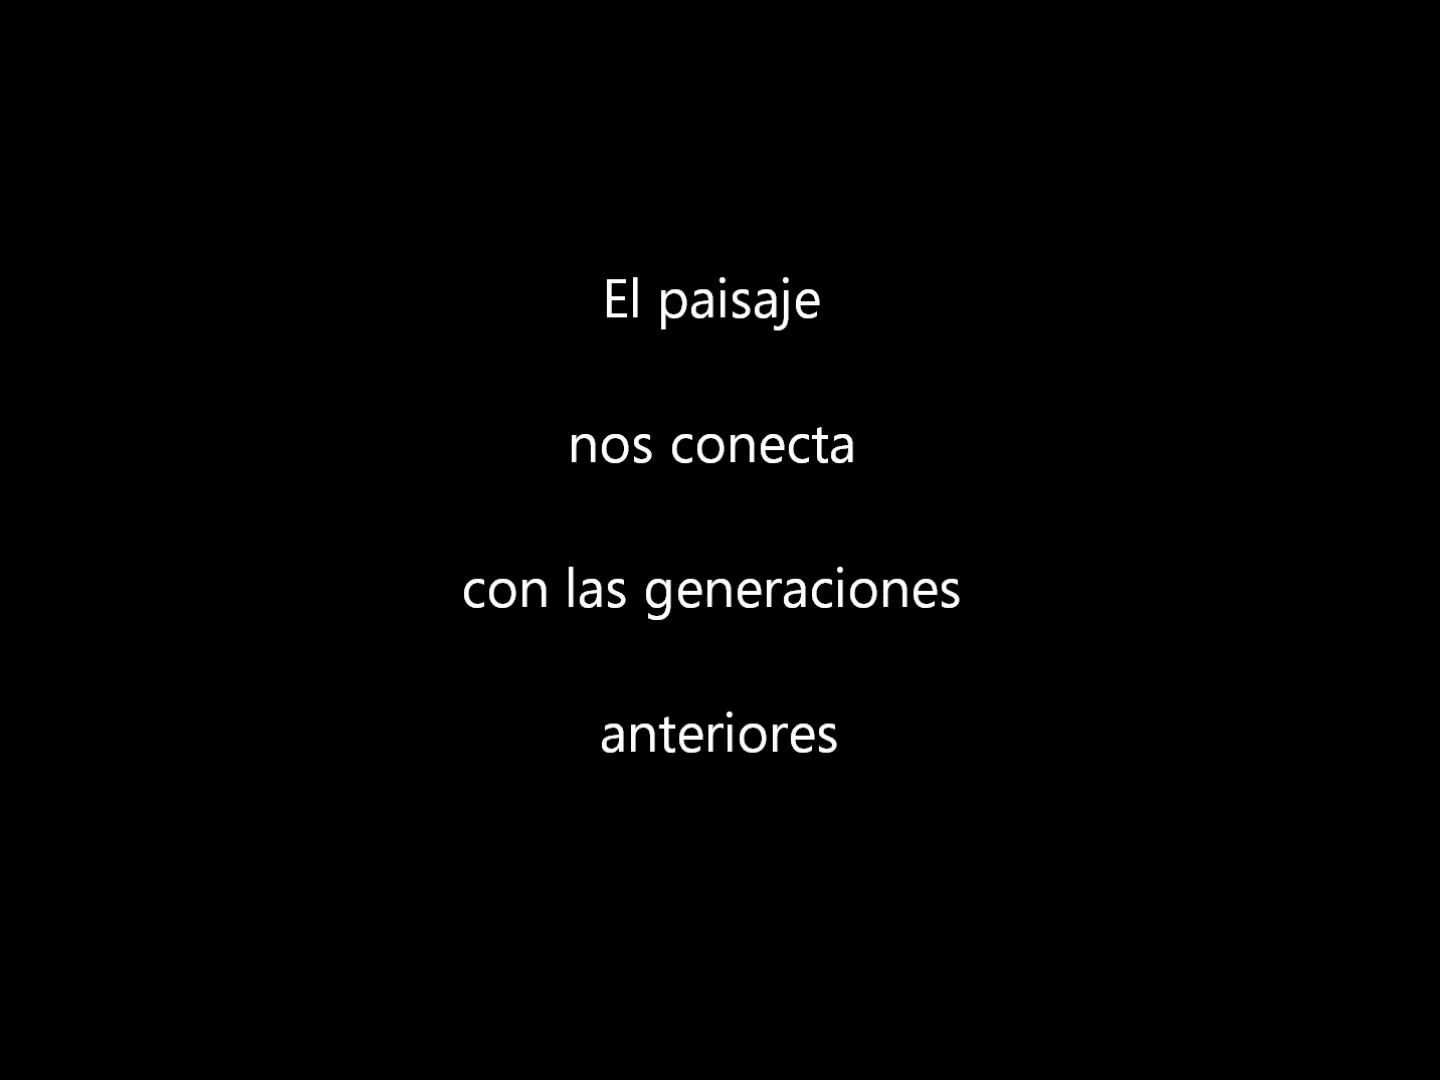 El paisaje
nos conecta
con las generaciones
anteriores